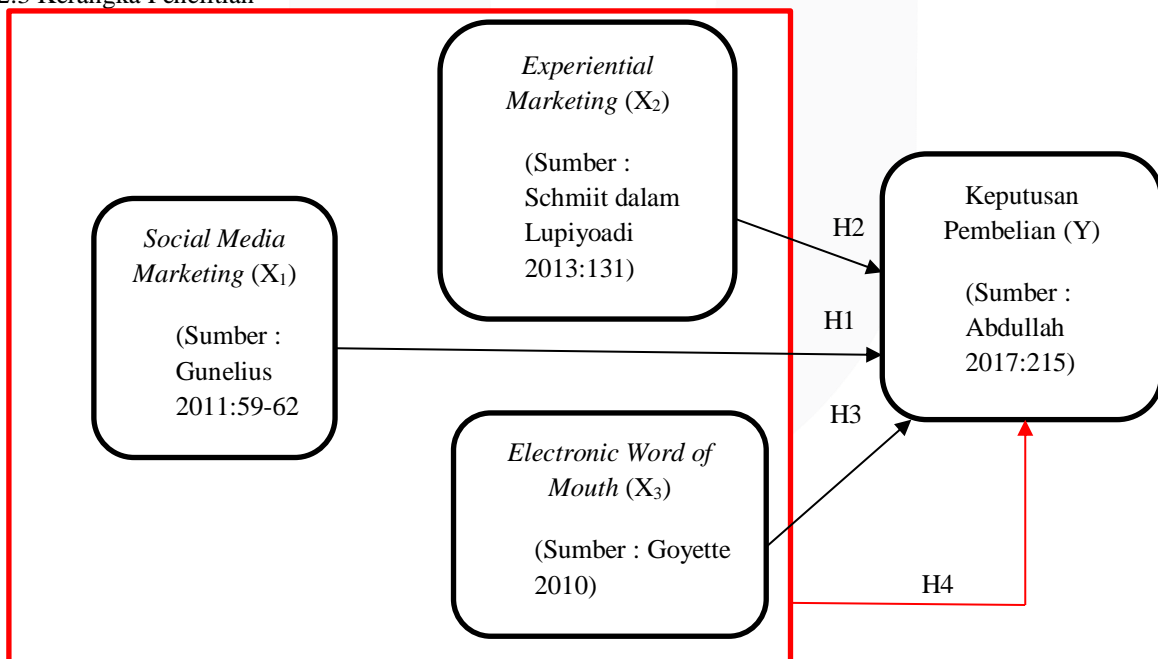 2.3 Kerangka Penelitian
Experiential
Marketing (X₂)
(Sumber :
Schmiit dalam
Lupiyoadi
2013:131)
Social Media
Marketing (X₁)
(Sumber :
Gunelius
2011:59-62
Electronic Word of
Mouth (X₃)
(Sumber : Goyette
2010)
H2
H1
H3
H4
Keputusan
Pembelian (Y)
(Sumber :
Abdullah
2017:215)